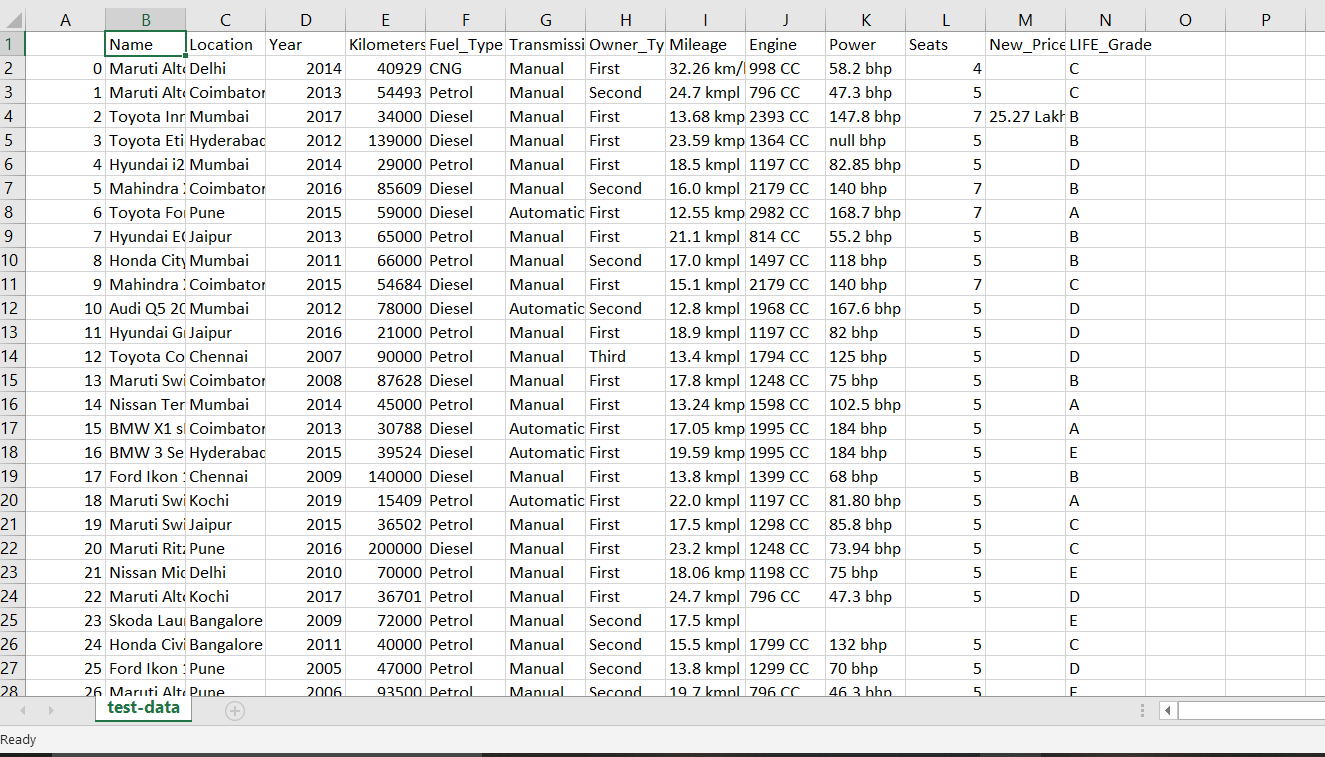 A B C D E F G H I J K L M N O P
1 Name Location Year Kilometers Fuel_Type Transmissi Owner_Ty Mileage Engine Power Seats New_Price LIFE_Grade
2 0 Maruti Alto Delhi 2014 40929 CNG Manual First 32.26 km/ 998 CC 58.2 bhp 4 C
3 1 Maruti Alto Coimbator 2013 54493 Petrol Manual Second 24.7 kmpl 796 CC 47.3 bhp 5 C
4 2 Toyota Inn Mumbai 2017 34000 Diesel Manual First 13.68 kmp 2393 CC 147.8 bhp 7 25.27 Lakh B
5 3 Toyota Eti Hyderabad 2012 139000 Diesel Manual First 23.59 kmp 1364 CC null bhp 5 B
6 4 Hyundai i2 Mumbai 2014 29000 Petrol Manual First 18.5 kmpl 1197 CC 82.85 bhp 5 D
7 5 Mahindra Coimbator 2016 85609 Diesel Manual Second 16.0 kmpl 2179 CC 140 bhp 7 B
8 6 Toyota For Pune 2015 59000 Diesel Automatic First 12.55 kmp 2982 CC 168.7 bhp 7 A
9 7 Hyundai EO Jaipur 2013 65000 Petrol Manual First 21.1 kmpl 814 CC 55.2 bhp 5 B
10 8 Honda City Mumbai 2011 66000 Petrol Manual Second 17.0 kmpl 1497 CC 118 bhp 5 B
11 9 Mahindra Coimbator 2015 54684 Diesel Manual First 15.1 kmpl 2179 CC 140 bhp 7 C
12 10 Audi Q5 20 Mumbai 2012 78000 Diesel Automatic Second 12.8 kmpl 1968 CC 167.6 bhp 5 D
13 11 Hyundai Gr Jaipur 2016 21000 Petrol Manual First 18.9 kmpl 1197 CC 82 bhp 5 D
14 12 Toyota Co Chennai 2007 90000 Petrol Manual Third 13.4 kmpl 1794 CC 125 bhp 5 D
15 13 Maruti Swi Coimbator 2008 87628 Diesel Manual First 17.8 kmpl 1248 CC 75 bhp 5 B
16 14 Nissan Ter Mumbai 2014 45000 Petrol Manual First 13.24 kmp 1598 CC 102.5 bhp 5 A
17 15 BMW X1 sD Coimbator 2013 30788 Diesel Automatic First 17.05 kmp 1995 CC 184 bhp 5 A
18 16 BMW 3 Se Hyderabad 2015 39524 Diesel Automatic First 19.59 kmp 1995 CC 184 bhp 5 E
19 17 Ford Ikon Chennai 2009 140000 Diesel Manual First 13.8 kmpl 1399 CC 68 bhp 5 B
20 18 Maruti Swi Kochi 2019 15409 Petrol Automatic First 22.0 kmpl 1197 CC 81.80 bhp 5 A
21 19 Maruti Swi Jaipur 2015 36502 Petrol Manual First 17.5 kmpl 1298 CC 85.8 bhp 5 C
22 20 Maruti Ritz Pune 2016 200000 Diesel Manual First 23.2 kmpl 1248 CC 73.94 bhp 5 C
23 21 Nissan Mic Delhi 2010 70000 Petrol Manual First 18.06 kmp 1198 CC 75 bhp 5 E
24 22 Maruti Alto Kochi 2017 36701 Petrol Manual First 24.7 kmpl 796 CC 47.3 bhp 5 D
25 23 Skoda Laur Bangalore 2009 72000 Petrol Manual Second 17.5 kmpl E
26 24 Honda Civi Bangalore 2011 40000 Petrol Manual Second 15.5 kmpl 1799 CC 132 bhp 5 C
27 25 Ford Ikon Pune 2005 47000 Petrol Manual Second 13.8 kmpl 1299 CC 70 bhp 5 D
28 26 Maruti Alto Pune 2006 93500 Petrol Manual Second 19.7 kmpl 796 CC 46.3 bhp 5
test-data
Ready